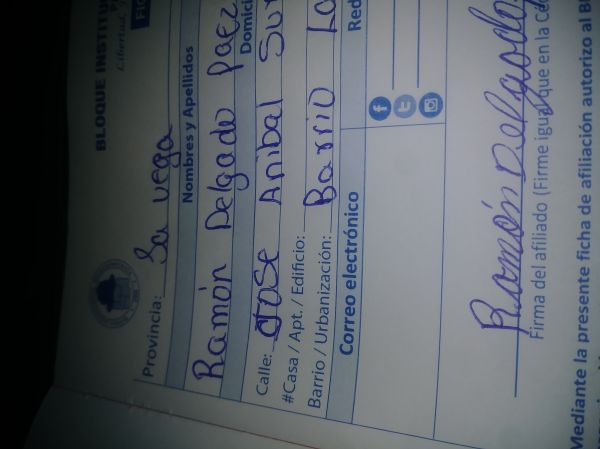 BLOQUE INSTITU
Libertad,
Provincia: La vega
Nombres y Apellidos
Ramón Delgado Paez
Domici
Calle: Jose Anibal
#Casa / Apt. / Edificio:
Barrio / Urbanización: Barrio
Correo electrónico
Red
Ramón Delgado
Firma del afiliado (Firme igual que en la Ce
Mediante la presente ficha de afiliación autorizo al Bl